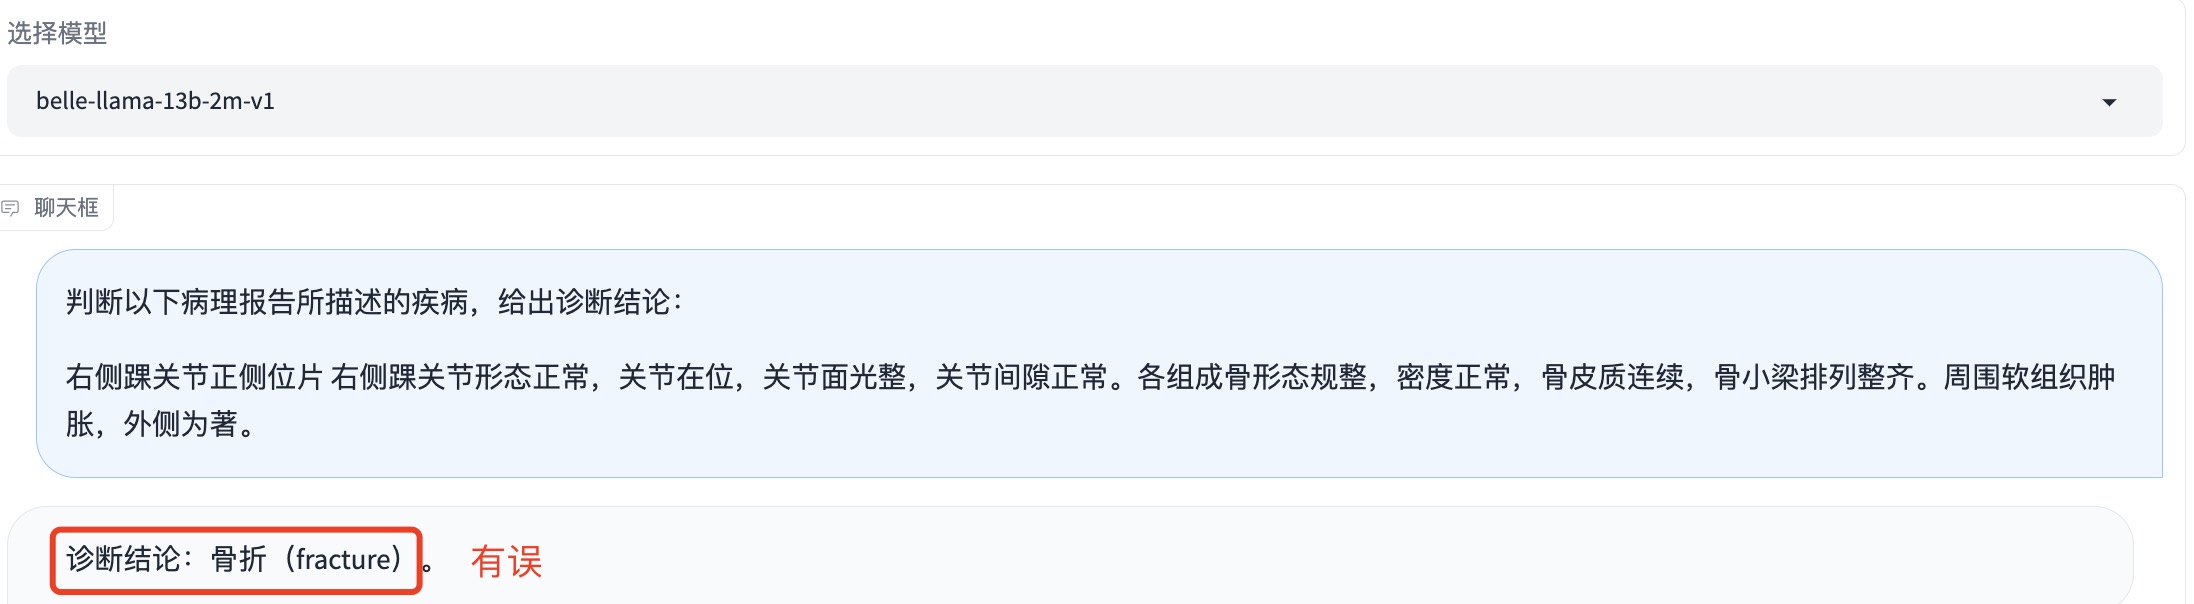 选择模型
belle-llama-13b-2m-v1
聊天框
判断以下病理报告所描述的疾病，给出诊断结论：
右侧踝关节正侧位片 右侧踝关节形态正常，关节在位，关节面光整，关节间隙正常。各组成骨形态规整，密度正常，骨皮质连续，骨小梁排列整齐。周围软组织肿
胀，外侧为著。
诊断结论：骨折（fracture）。 有误